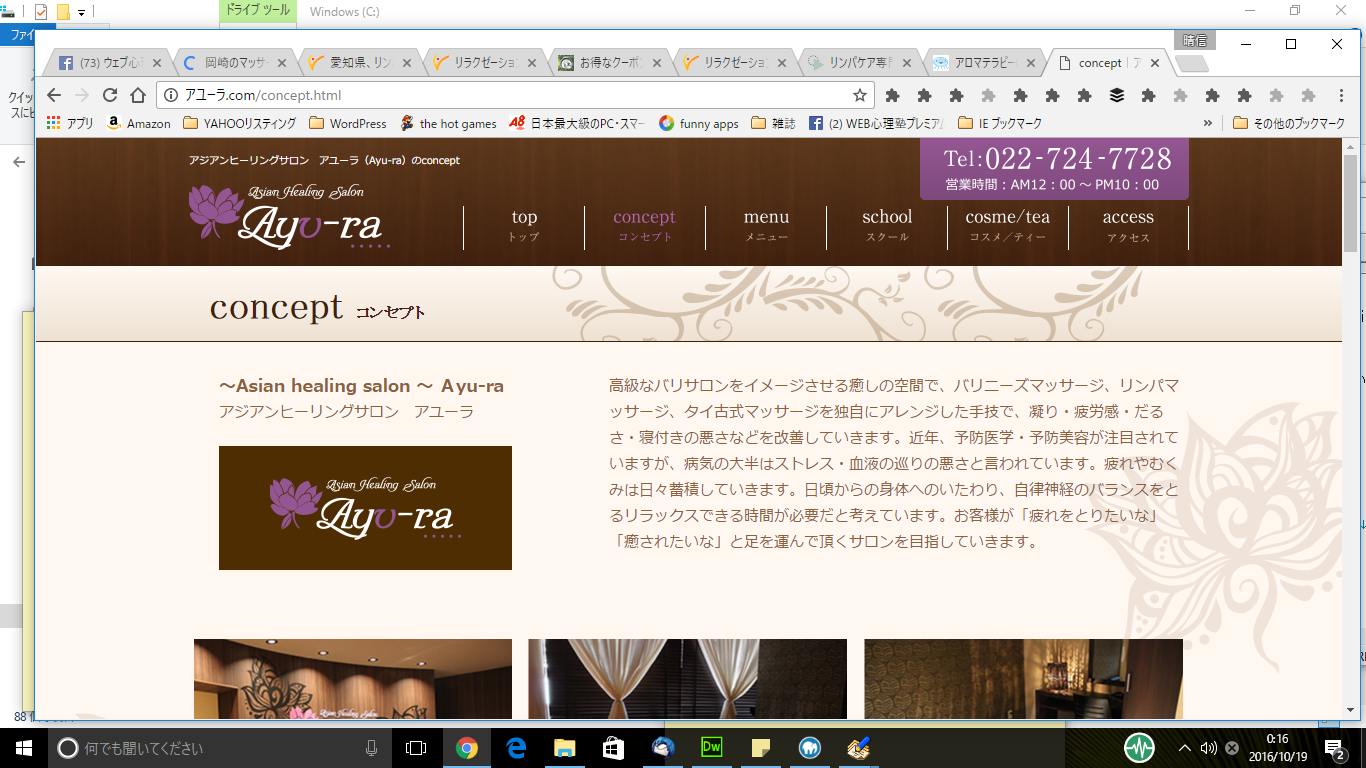 ドライブ ツール
Windows (C:)
ファイ
晴信
(73) ウェブ心
岡崎のマッサ
愛知県、リン
リラクゼーショ
お得なクーポン
リラクゼーショ
リンパケア専
アロマテラピー
concept | ア
アユーラ.com/concept.html
アプリ
Amazon
YAHOOリスティング
WordPress
the hot games
日本最大級のPC・スマー
funny apps
雑誌
(2) WEB心理塾プレミア
IE ブックマーク
»
その他のブックマーク
クイッ
スにピ
アジアンヒーリングサロン　アユーラ（Ayu-ra）のconcept
Tel:022-724-7728
営業時間：AM12：00 ～ PM10：00
Asian Healing Salon
Ayu-ra
top
concept
menu
school
cosme/tea
access
トップ
コンセプト
メニュー
スクール
コスメ／ティー
アクセス
concept コンセプト
～Asian healing salon ～ Ayu-ra
アジアンヒーリングサロン　アユーラ
Asian Healing Salon
Ayu-ra
高級なバリサロンをイメージさせる癒しの空間で、バリニーズマッサージ、リンパマ
ッサージ、タイ古式マッサージを独自にアレンジした手技で、凝り・疲労感・だる
さ・寝付きの悪さなどを改善していきます。近年、予防医学・予防美容が注目されて
いますが、病気の大半はストレス・血液の巡りの悪さと言われています。疲れやむく
みは日々蓄積していきます。日頃からの身体へのいたわり、自律神経のバランスをと
るリラックスできる時間が必要だと考えています。お客様が「疲れをとりたいな」
「癒されたいな」と足を運んで頂くサロンを目指していきます。
Asian Healing Salon
88 個
何でも聞いてください
Dw
0:16
2016/10/19
2